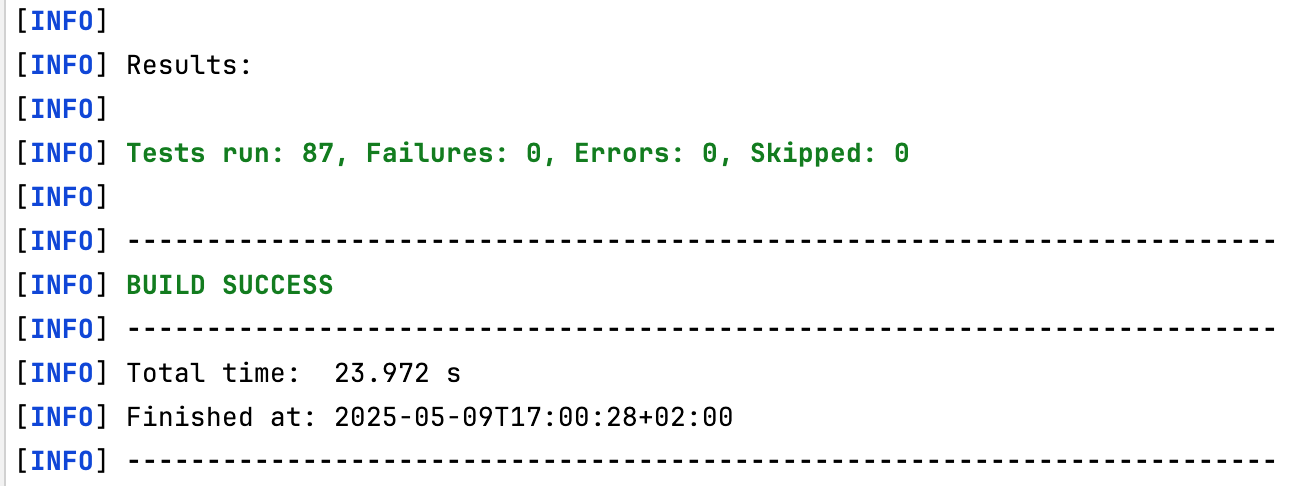 [INFO]
[INFO] Results:
[INFO]
[INFO] Tests run: 87, Failures: 0, Errors: 0, Skipped: 0
[INFO]
[INFO] ------------------------------------------------------------------------
[INFO] BUILD SUCCESS
[INFO] ------------------------------------------------------------------------
[INFO] Total time:  23.972 s
[INFO] Finished at: 2025-05-09T17:00:28+02:00
[INFO] ------------------------------------------------------------------------